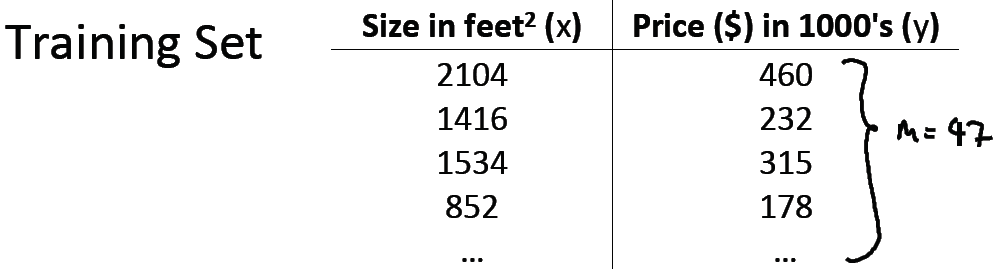 Training Set
Size in feet² (x) Price ($) in 1000's (y)
2104 460
1416 232
1534 315
852 178
... ...
m = 47